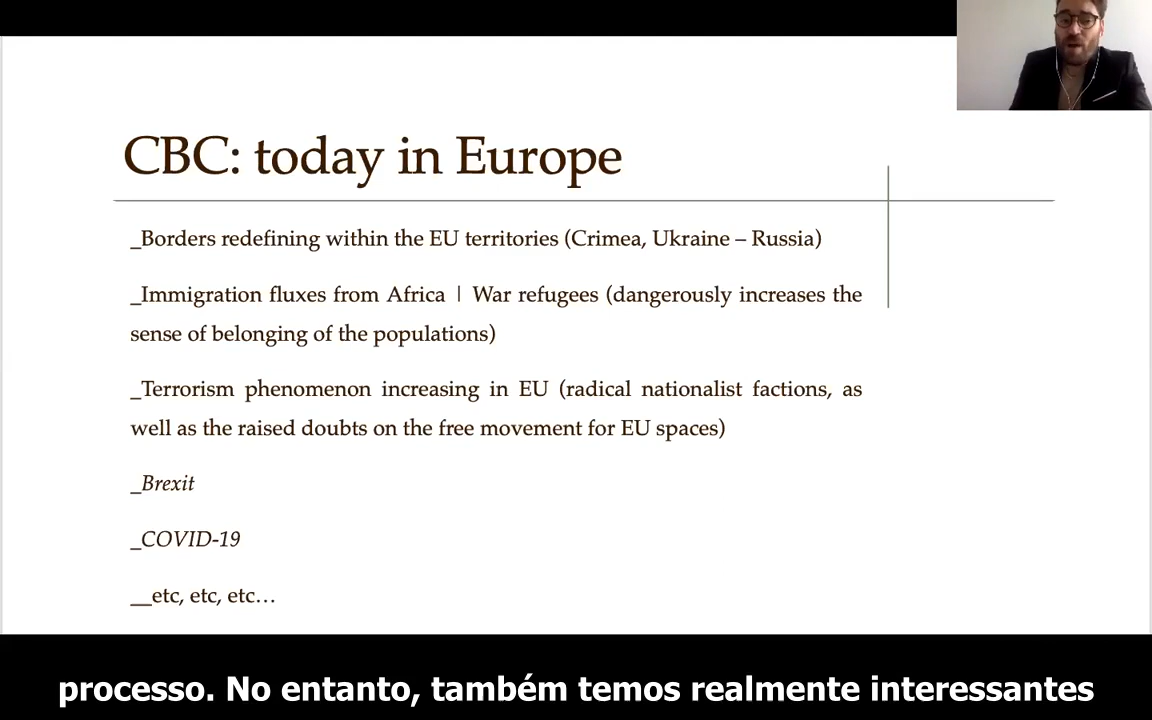 CBC: today in Europe
_Borders redefining within the EU territories (Crimea, Ukraine – Russia)
_Immigration fluxes from Africa | War refugees (dangerously increases the
sense of belonging of the populations)
_Terrorism phenomenon increasing in EU (radical nationalist factions, as
well as the raised doubts on the free movement for EU spaces)
_Brexit
_COVID-19
__etc, etc, etc…
processo. No entanto, também temos realmente interessantes